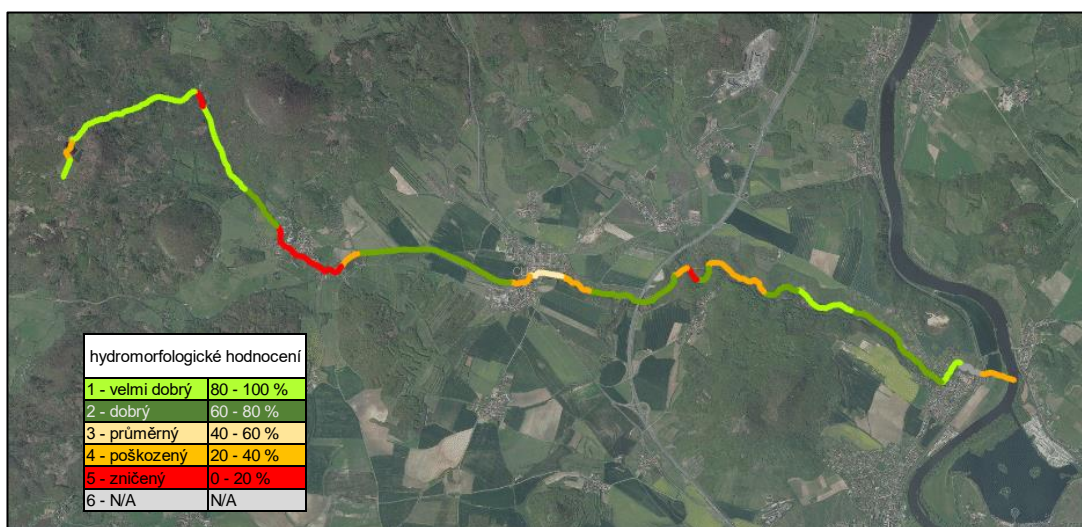 hydromorfologické hodnocení
1 - velmi dobrý 80 - 100 %
2 - dobrý 60 - 80 %
3 - průměrný 40 - 60 %
4 - poškozený 20 - 40 %
5 - zničený 0 - 20 %
6 - N/A N/A